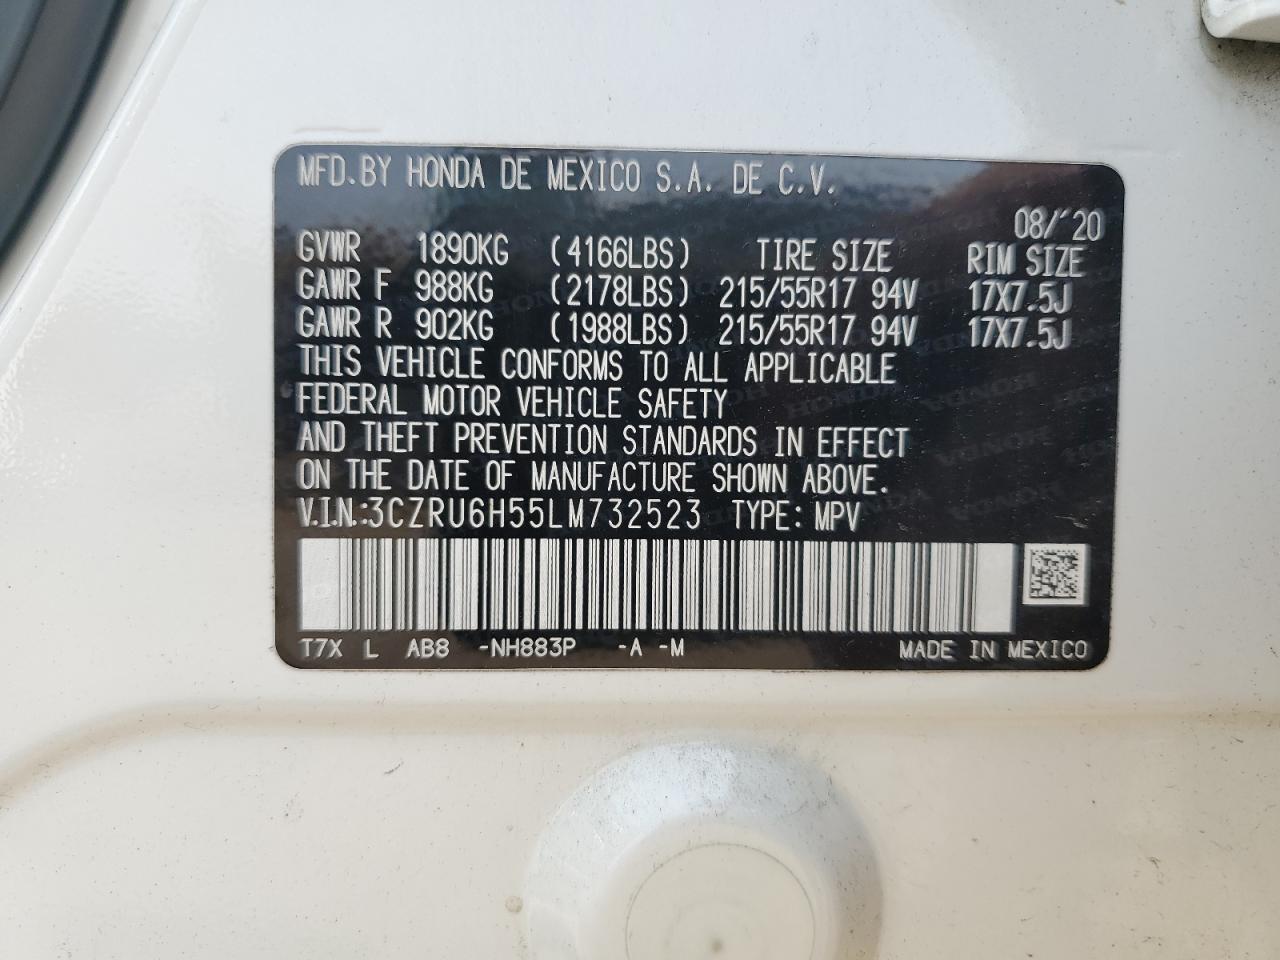 MFD.BY HONDA DE MEXICO S.A. DE C.V.
08/'20
GVWR 1890KG (4166LBS) TIRE SIZE RIM SIZE
GAWR F 988KG (2178LBS) 215/55R17 94V 17X7.5J
GAWR R 902KG (1988LBS) 215/55R17 94V 17X7.5J
THIS VEHICLE CONFORMS TO ALL APPLICABLE
FEDERAL MOTOR VEHICLE SAFETY
AND THEFT PREVENTION STANDARDS IN EFFECT
ON THE DATE OF MANUFACTURE SHOWN ABOVE.
V.I.N.:3CZRU6H55LM732523 TYPE: MPV
T7X L AB8 -NH883P -A -M MADE IN MEXICO